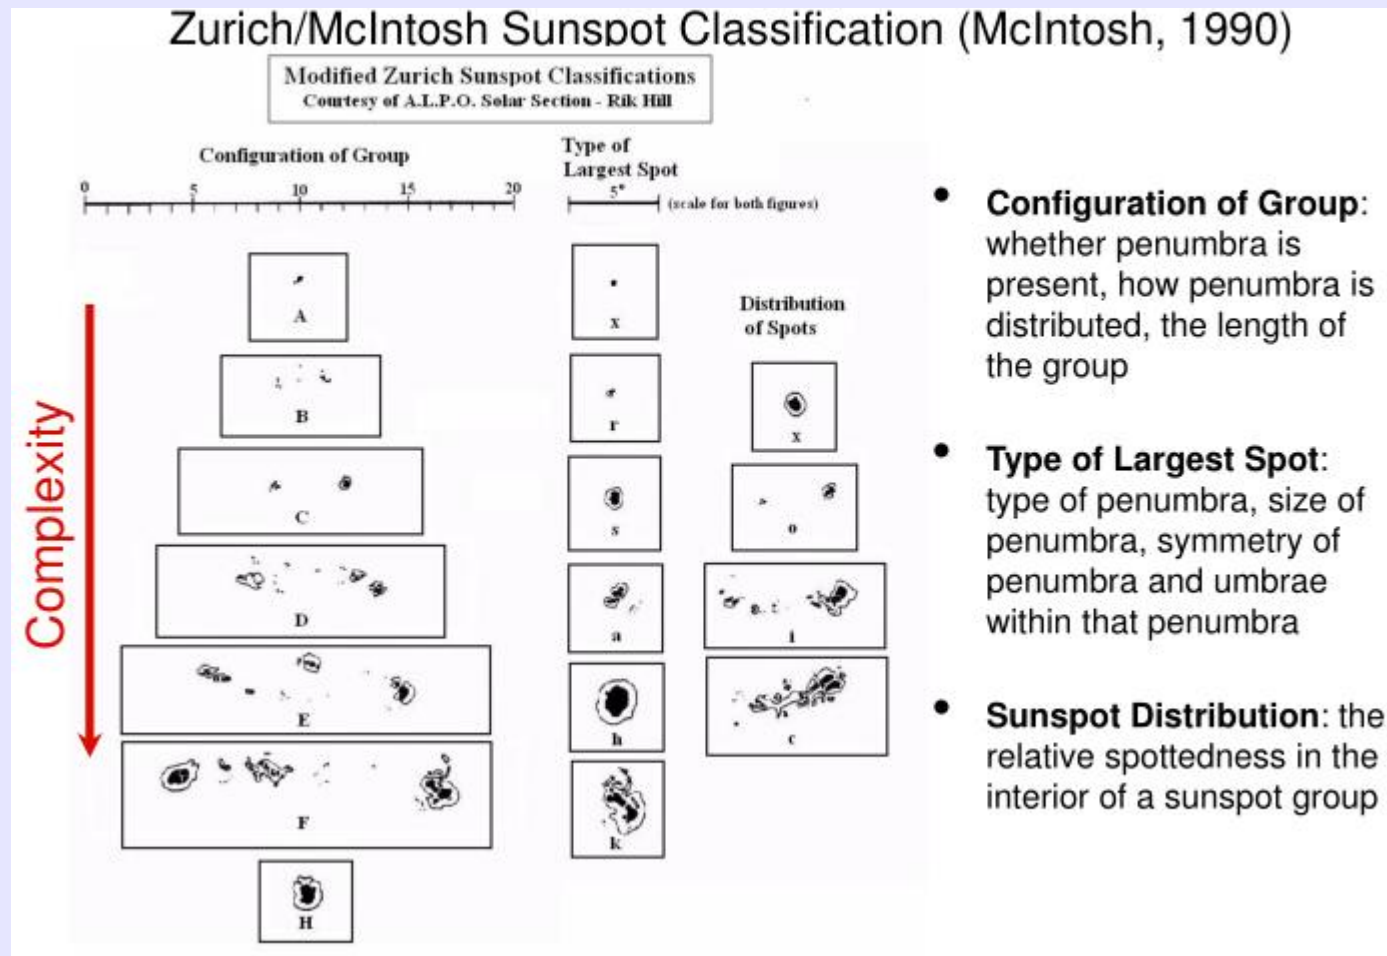 Zurich/McIntosh Sunspot Classification (McIntosh, 1990)
Modified Zurich Sunspot Classifications
Courtesy of A.L.P.O. Solar Section - Rik Hill
Configuration of Group
0 5 10 15 20
Type of
Largest Spot
5°
(scale for both figures)
Complexity
A
B
C
D
E
F
H
x
r
s
a
h
k
Distribution
of Spots
x
o
i
c
• Configuration of Group:
whether penumbra is
present, how penumbra is
distributed, the length of
the group
• Type of Largest Spot:
type of penumbra, size of
penumbra, symmetry of
penumbra and umbrae
within that penumbra
• Sunspot Distribution: the
relative spottedness in the
interior of a sunspot group